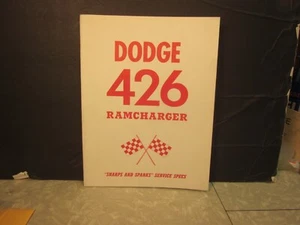 DODGE
426
RAMCHARGER
"SHARPS AND SPARKS" SERVICE SPECS